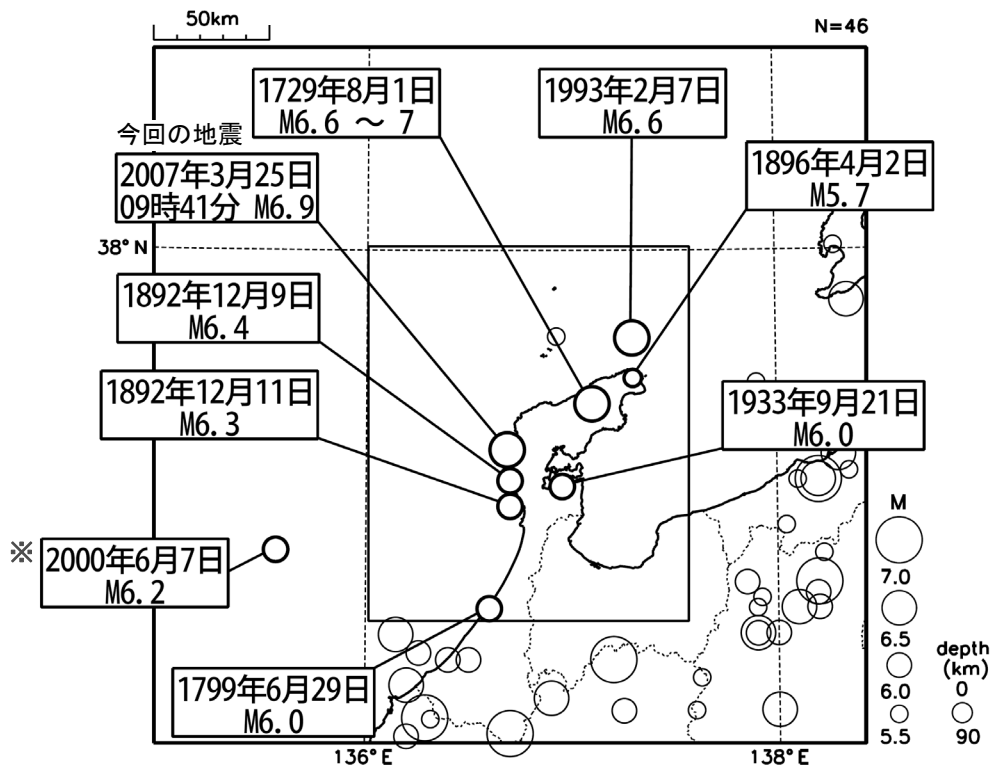 50km
N=46
1729年8月1日
M6.6 ～ 7
1993年2月7日
M6.6
今回の地震
2007年3月25日
09時41分 M6.9
1896年4月2日
M5.7
38°N
1892年12月9日
M6.4
1892年12月11日
M6.3
1933年9月21日
M6.0
※
2000年6月7日
M6.2
1799年6月29日
M6.0
M
7.0
6.5
6.0
5.5
depth
(km)
0
90
136°E
138°E